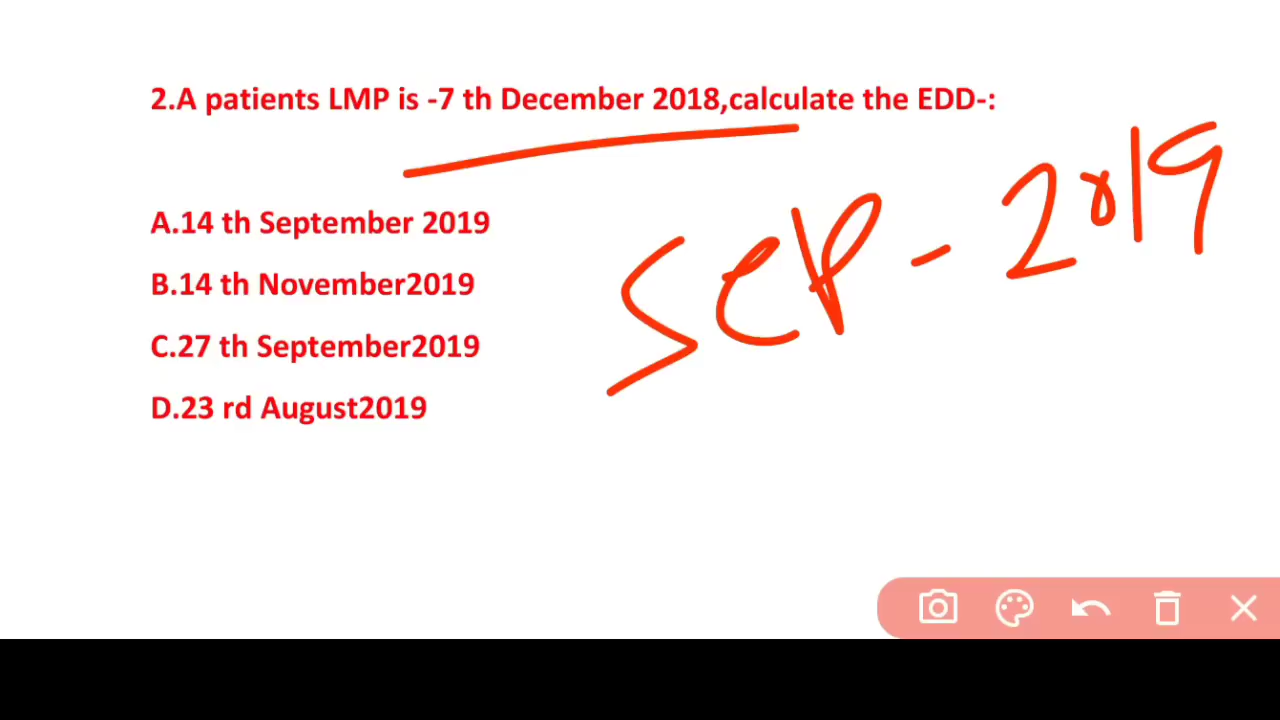 2.A patients LMP is -7 th December 2018,calculate the EDD-:
A.14 th September 2019
B.14 th November2019
C.27 th September2019
D.23 rd August2019
SEP - 2019